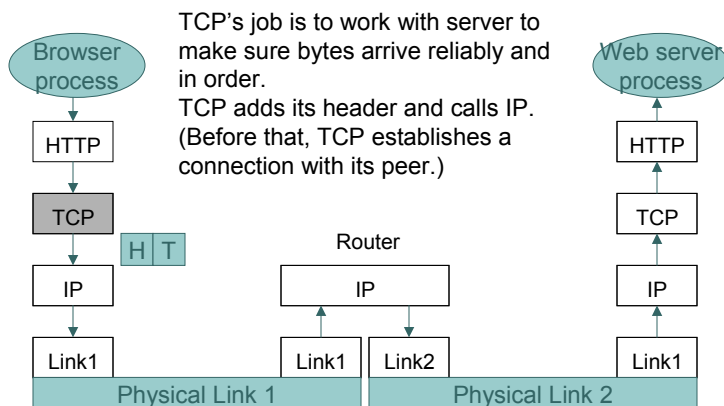 TCP's job is to work with server to
make sure bytes arrive reliably and
in order.
TCP adds its header and calls IP.
(Before that, TCP establishes a
connection with its peer.)
Browser
process
HTTP
TCP
H T
IP
Link1
Router
IP
Link1
Link2
Web server
process
HTTP
TCP
IP
Link1
Physical Link 1
Physical Link 2